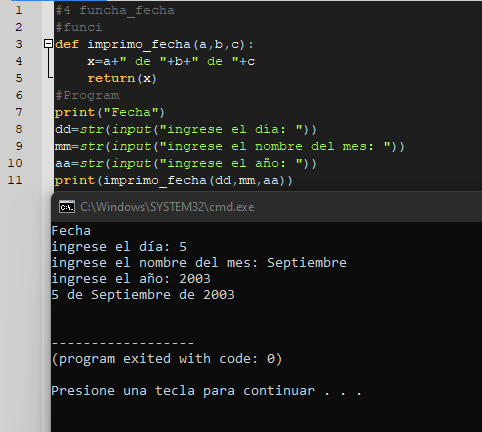 1 #4 funcha_fecha
2 #funci
3 def imprimo_fecha(a,b,c):
4 x=a+" de "+b+" de "+c
5 return(x)
6 #Program
7 print("Fecha")
8 dd=str(input("ingrese el día: "))
9 mm=str(input("ingrese el nombre del mes: "))
10 aa=str(input("ingrese el año: "))
11 print(imprimo_fecha(dd,mm,aa))
C:\Windows\SYSTEM32\cmd.exe
Fecha
ingrese el día: 5
ingrese el nombre del mes: Septiembre
ingrese el año: 2003
5 de Septiembre de 2003
------------------
(program exited with code: 0)
Presione una tecla para continuar . . .